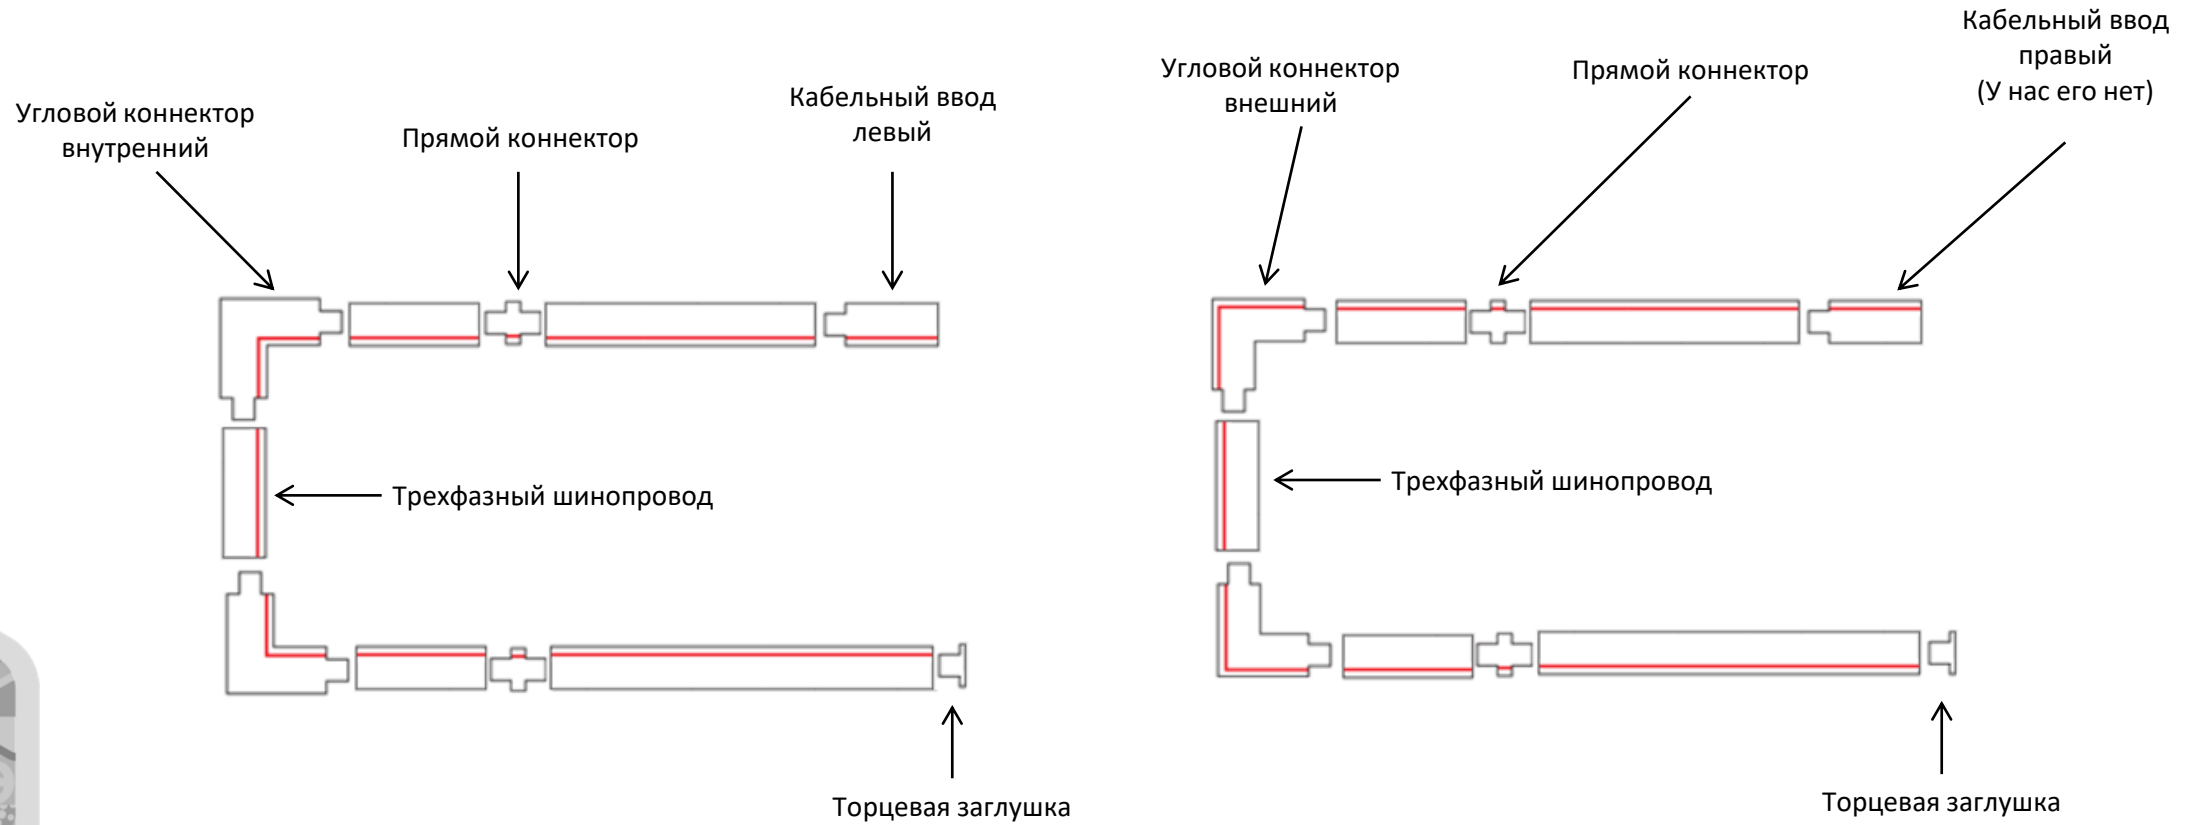 Угловой коннектор
внутренний
Прямой коннектор
Кабельный ввод
левый
Трехфазный шинопровод
Торцевая заглушка
Угловой коннектор
внешний
Прямой коннектор
Кабельный ввод
правый
(У нас его нет)
Трехфазный шинопровод
Торцевая заглушка